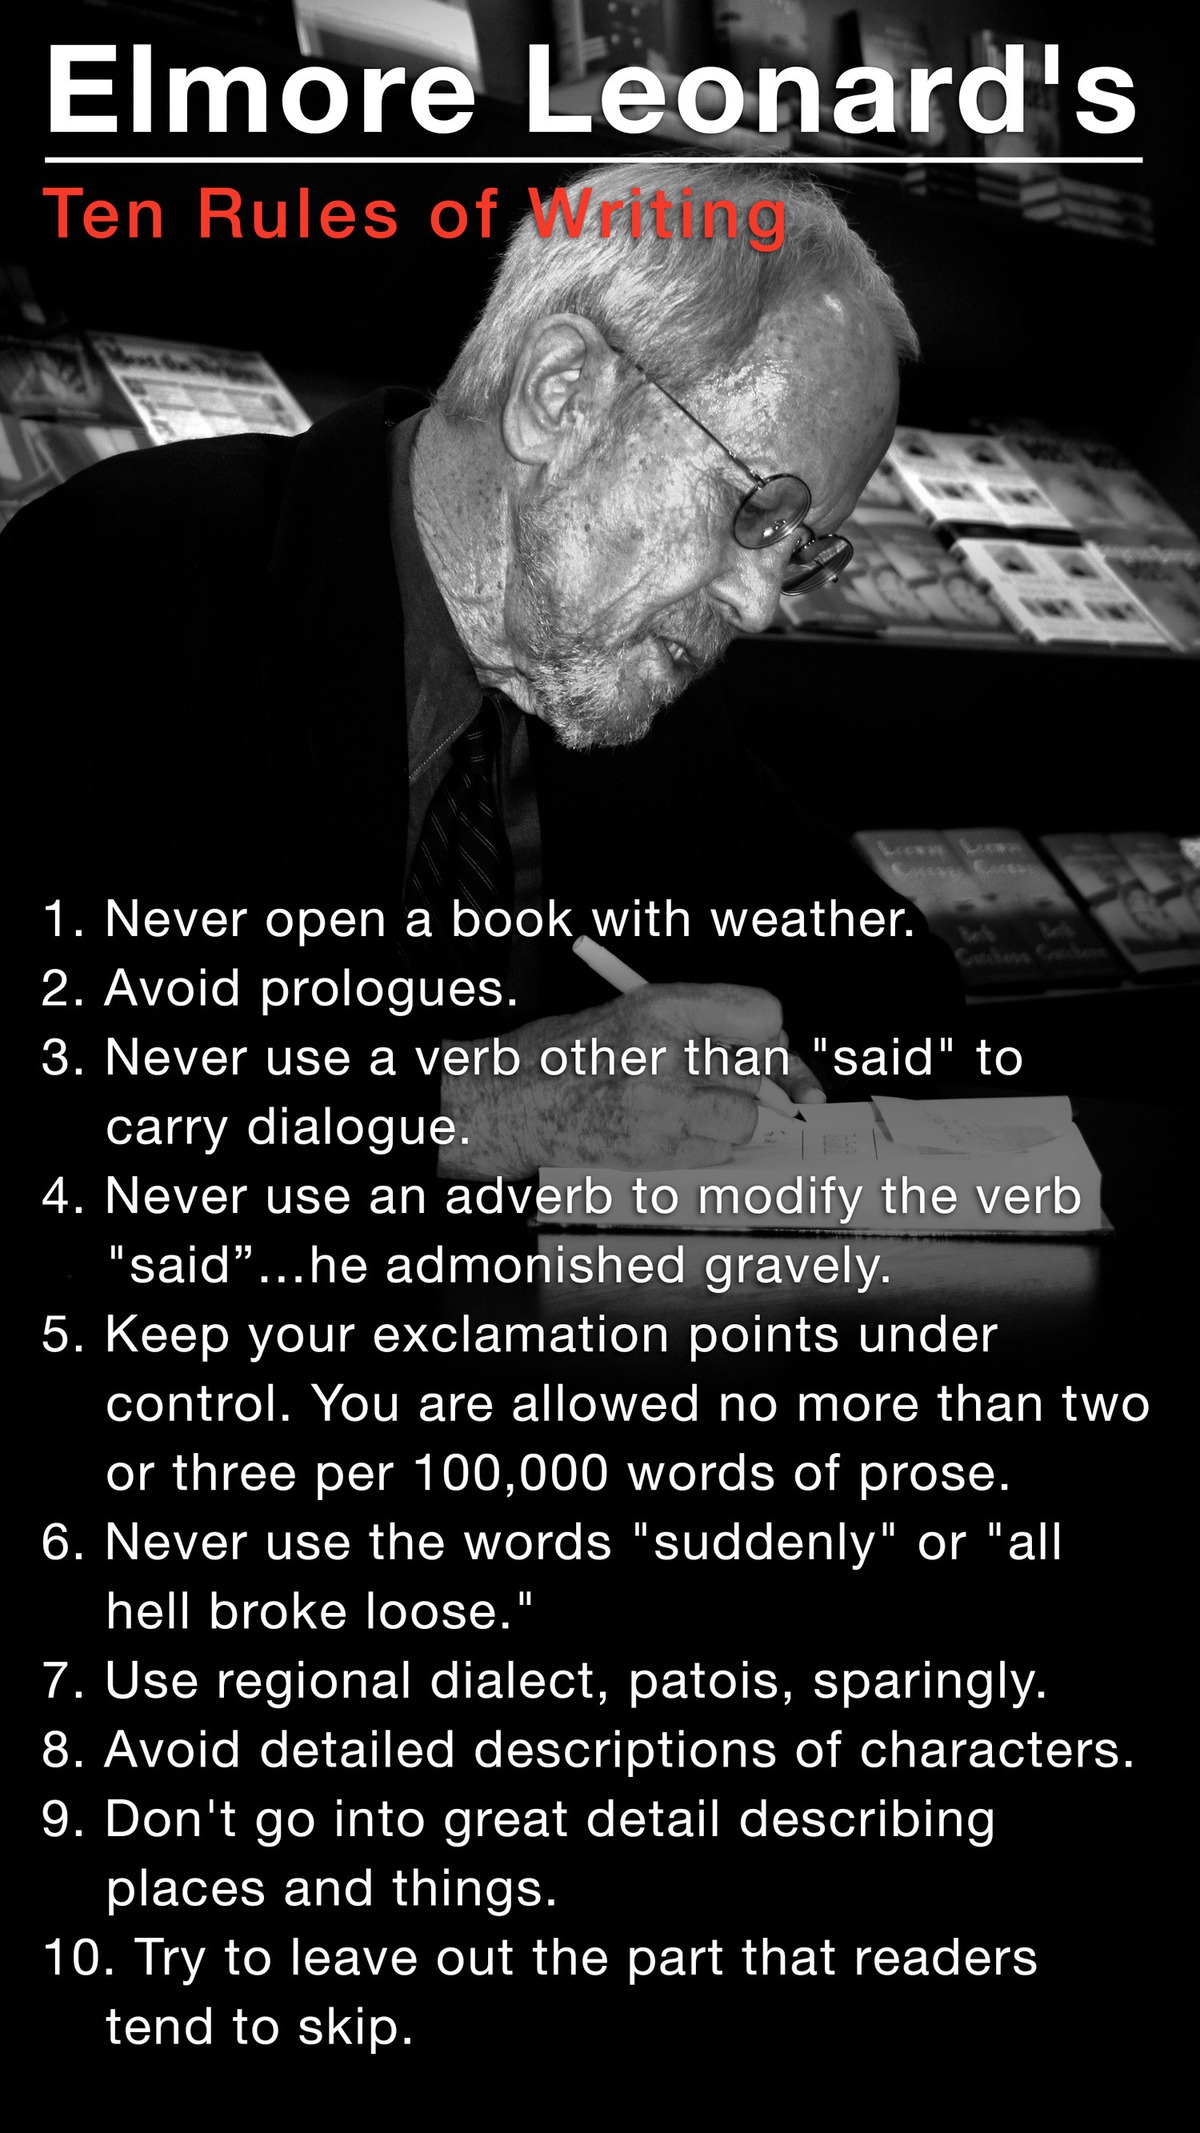 Elmore Leonard's
Ten Rules of Writing
1. Never open a book with weather.
2. Avoid prologues.
3. Never use a verb other than "said" to
carry dialogue.
4. Never use an adverb to modify the verb
"said”...he admonished gravely.
5. Keep your exclamation points under
control. You are allowed no more than two
or three per 100,000 words of prose.
6. Never use the words "suddenly" or "all
hell broke loose."
7. Use regional dialect, patois, sparingly.
8. Avoid detailed descriptions of characters.
9. Don't go into great detail describing
places and things.
10. Try to leave out the part that readers
tend to skip.